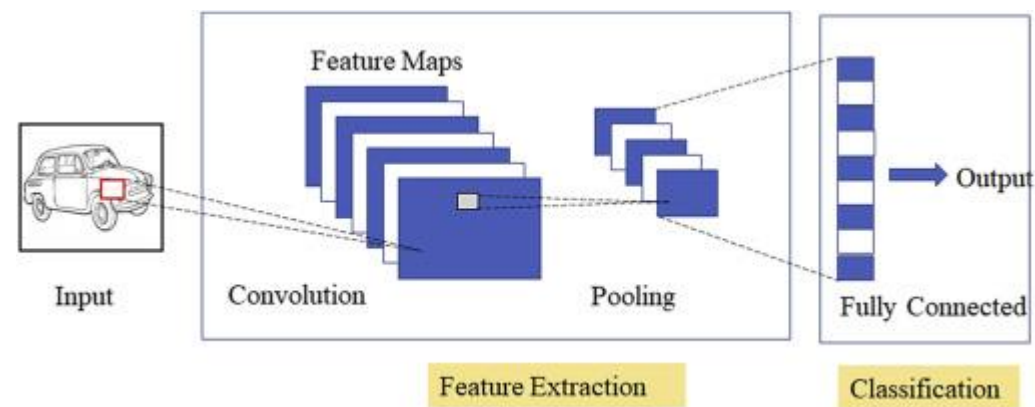 Feature Maps
Output
Input
Convolution
Pooling
Fully Connected
Feature Extraction
Classification